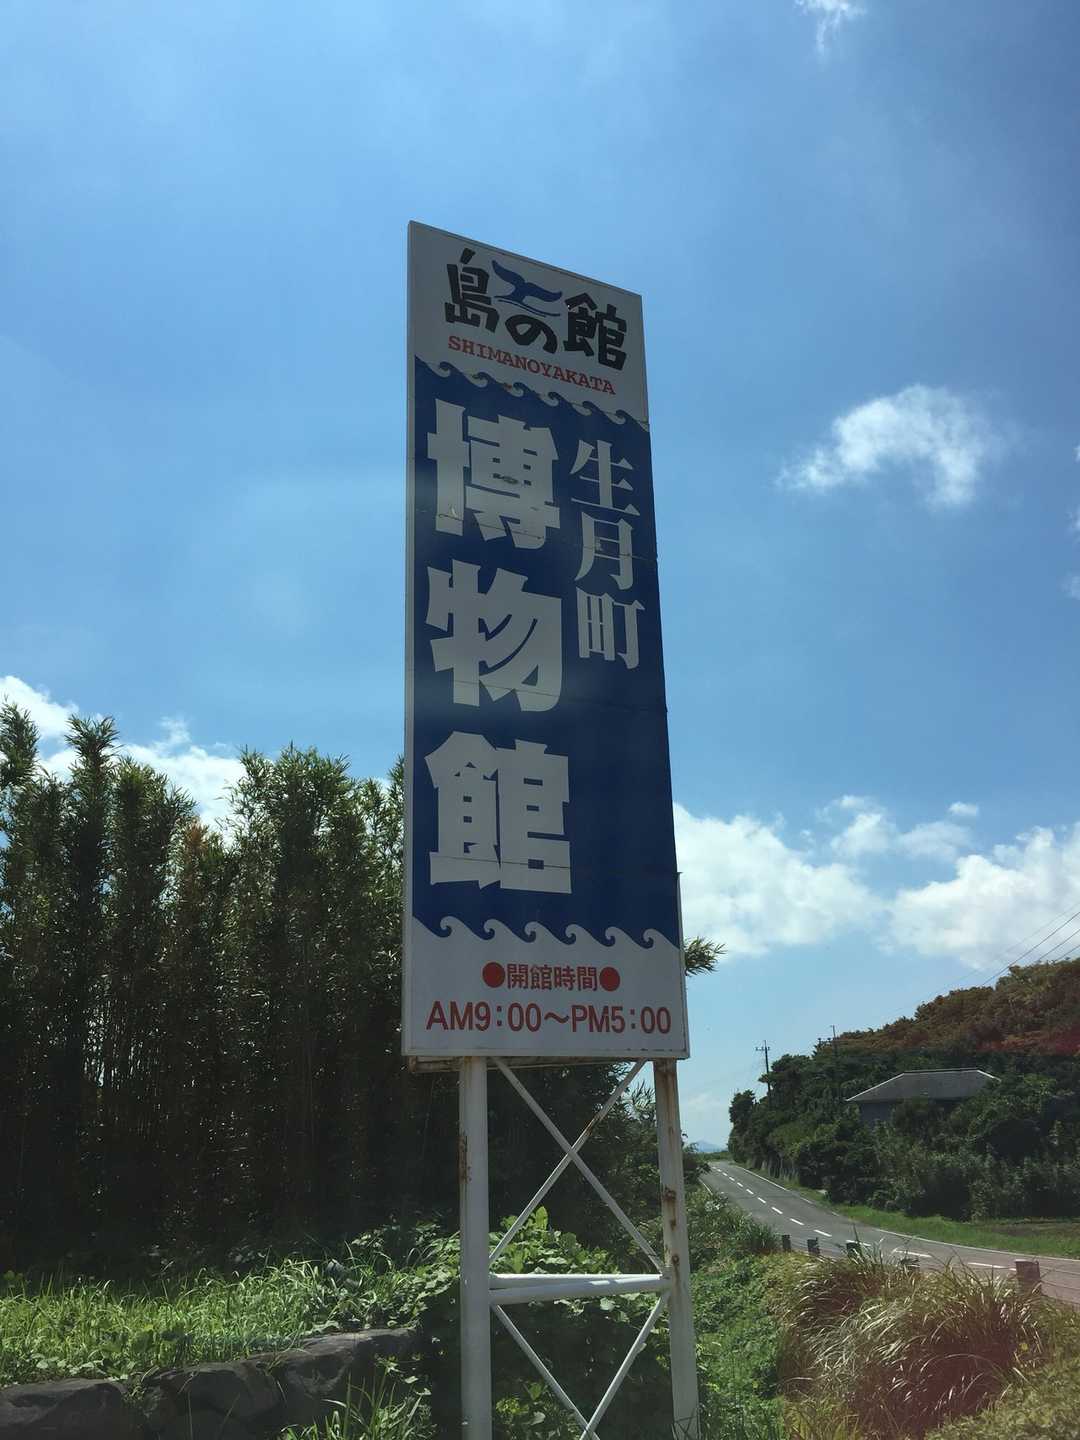 島の館
SHIMANOYAKATA
生月町
博物館
●開館時間●
AM9:00～PM5:00